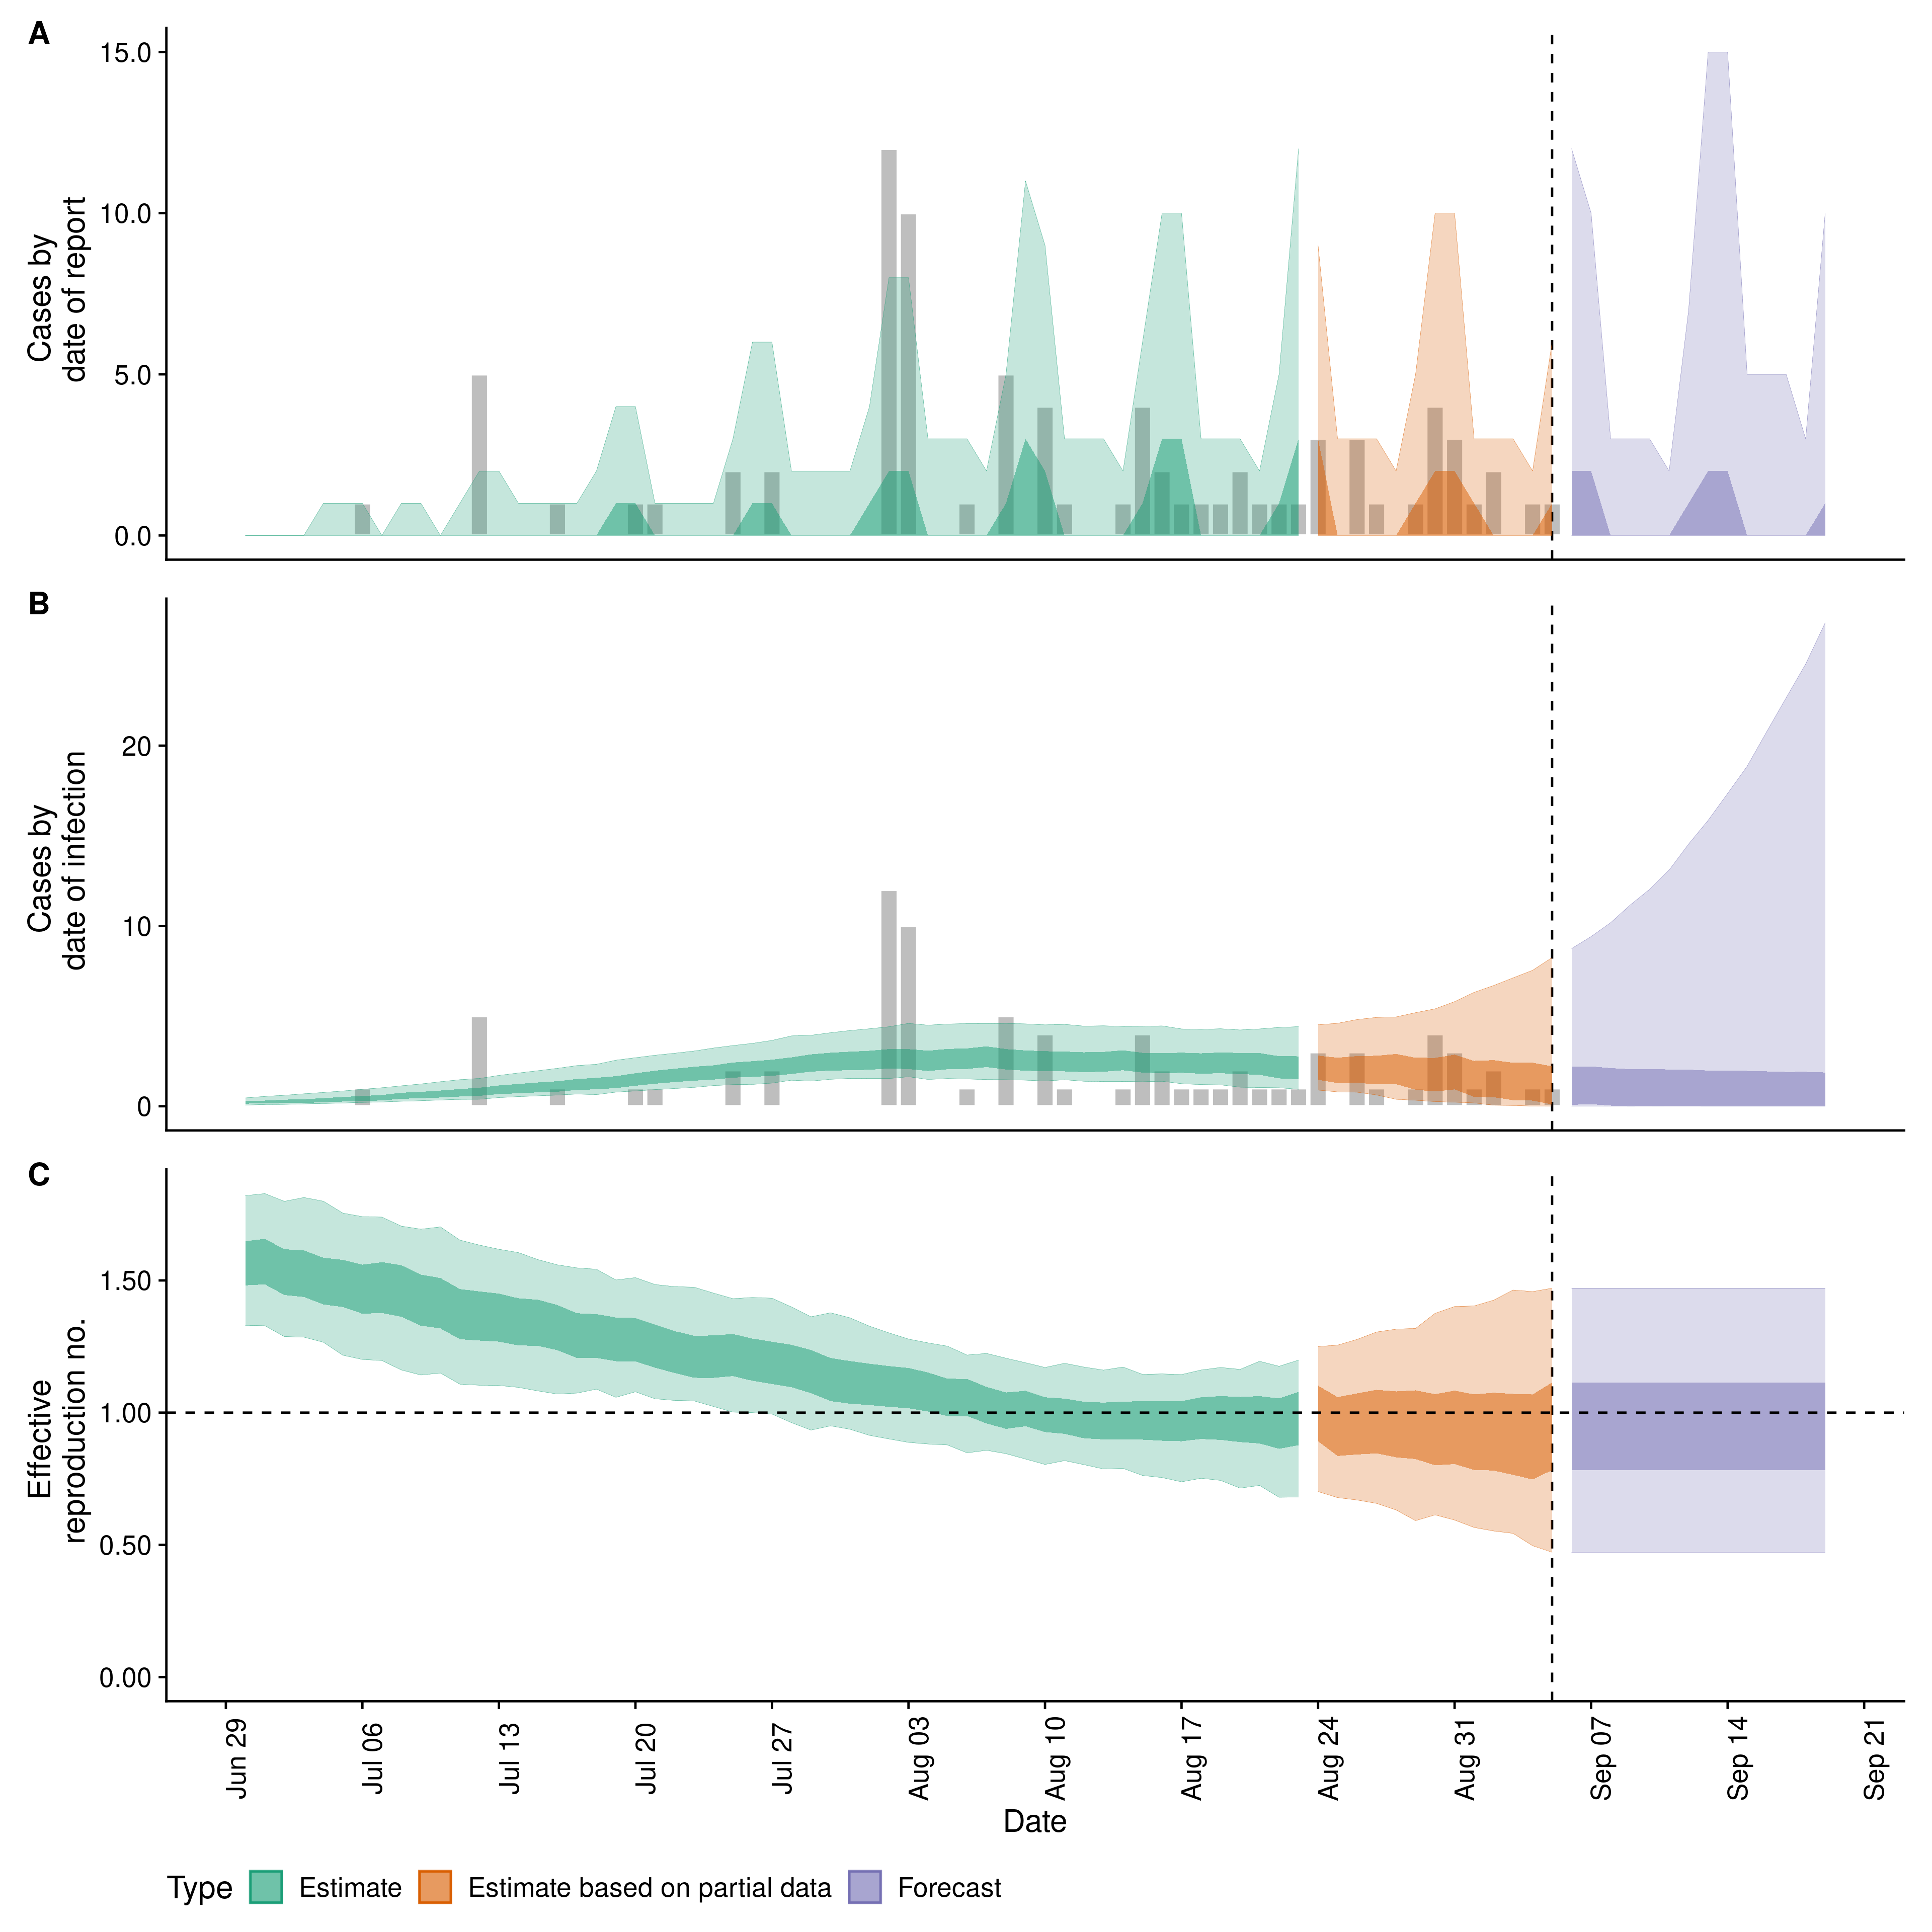 A
15.0
10.0
5.0
0.0
Cases by
date of report
B
20
10
0
Cases by
date of infection
C
1.50
1.00
0.50
0.00
Effective
reproduction no.
Jun 29
Jul 06
Jul 13
Jul 20
Jul 27
Aug 03
Aug 10
Aug 17
Aug 24
Aug 31
Sep 07
Sep 14
Sep 21
Date
Type Estimate Estimate based on partial data Forecast